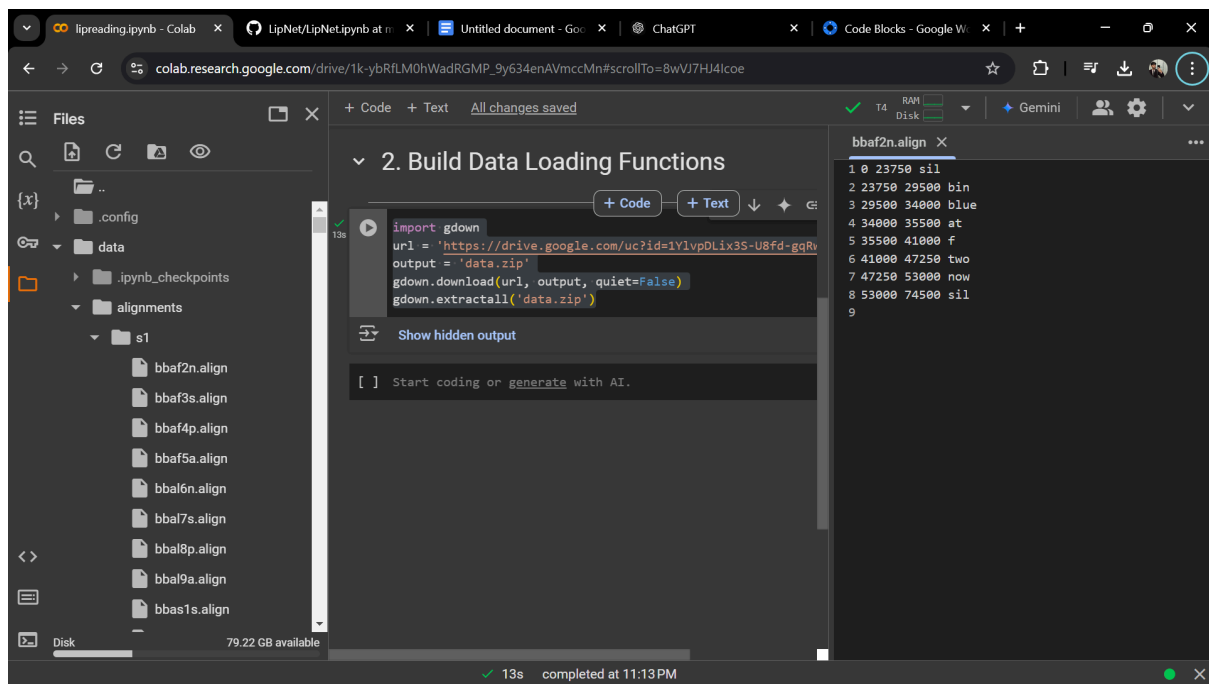 lipreading.ipynb - Colab
LipNet/LipNet.ipynb at m
Untitled document - Goo
ChatGPT
Code Blocks - Google Wo
colab.research.google.com/drive/1k-ybRfLM0hWadRGMP_9y634enAVmccMn#scrollTo=8wVJ7HJ4Icoe
Files
+ Code + Text All changes saved
T4 RAM
Disk
Gemini
..
{x}
.config
data
.ipynb_checkpoints
alignments
s1
bbaf2n.align
bbaf3s.align
bbaf4p.align
bbaf5a.align
bbal6n.align
bbal7s.align
bbal8p.align
bbal9a.align
bbas1s.align
Disk 79.22 GB available
2. Build Data Loading Functions
+ Code + Text
13s
import gdown
url = 'https://drive.google.com/uc?id=1YlvpDLix3S-U8fd-gqRw
output = 'data.zip'
gdown.download(url, output, quiet=False)
gdown.extractall('data.zip')
Show hidden output
[ ] Start coding or generate with AI.
bbaf2n.align
1 0 23750 sil
2 23750 29500 bin
3 29500 34000 blue
4 34000 35500 at
5 35500 41000 f
6 41000 47250 two
7 47250 53000 now
8 53000 74500 sil
9
13s completed at 11:13 PM